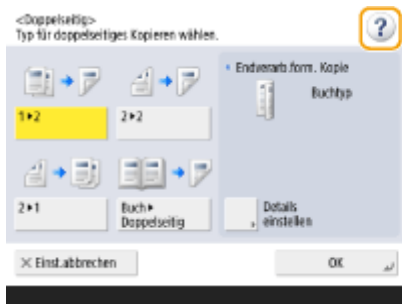 <Doppelseitig>
Typ für doppelseitiges Kopieren wählen.
?
Endverarb.form. Kopie
Buchtyp
1▶2
2▶2
2▶1
Buch▶
Doppelseitig
Details
einstellen
× Einst.abbrechen
OK